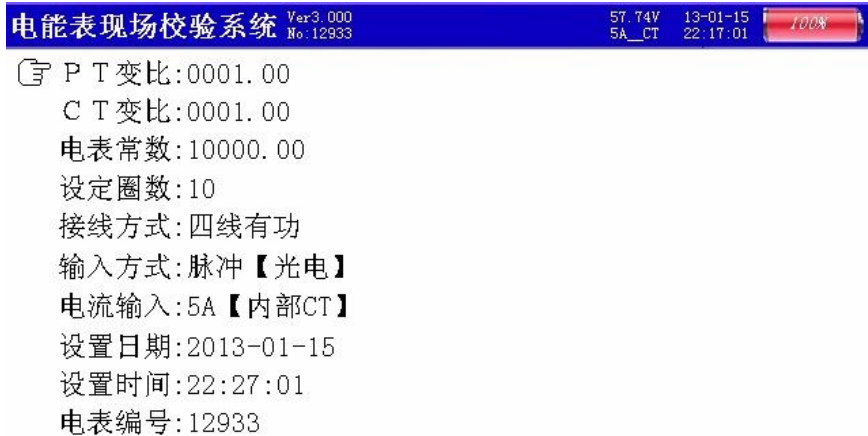 电能表现场校验系统 Ver3.000 No:12933 57.74V 5A__CT 13-01-15 22:17:01 100%
ＰＴ变比:0001.00
ＣＴ变比:0001.00
电表常数:10000.00
设定圈数:10
接线方式:四线有功
输入方式:脉冲【光电】
电流输入:5A【内部CT】
设置日期:2013-01-15
设置时间:22:27:01
电表编号:12933